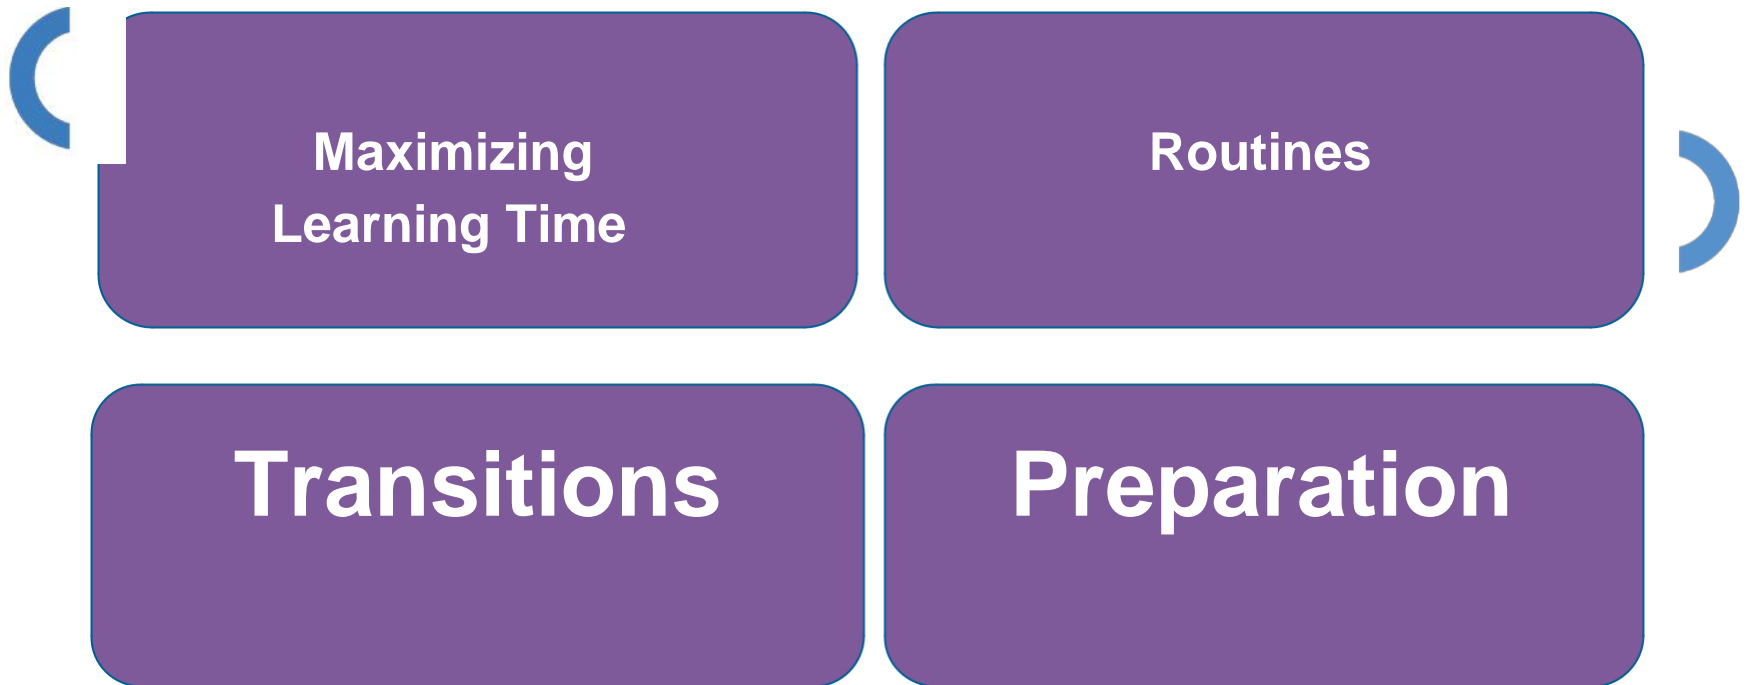 Maximizing
Learning Time
Routines
Transitions
Preparation